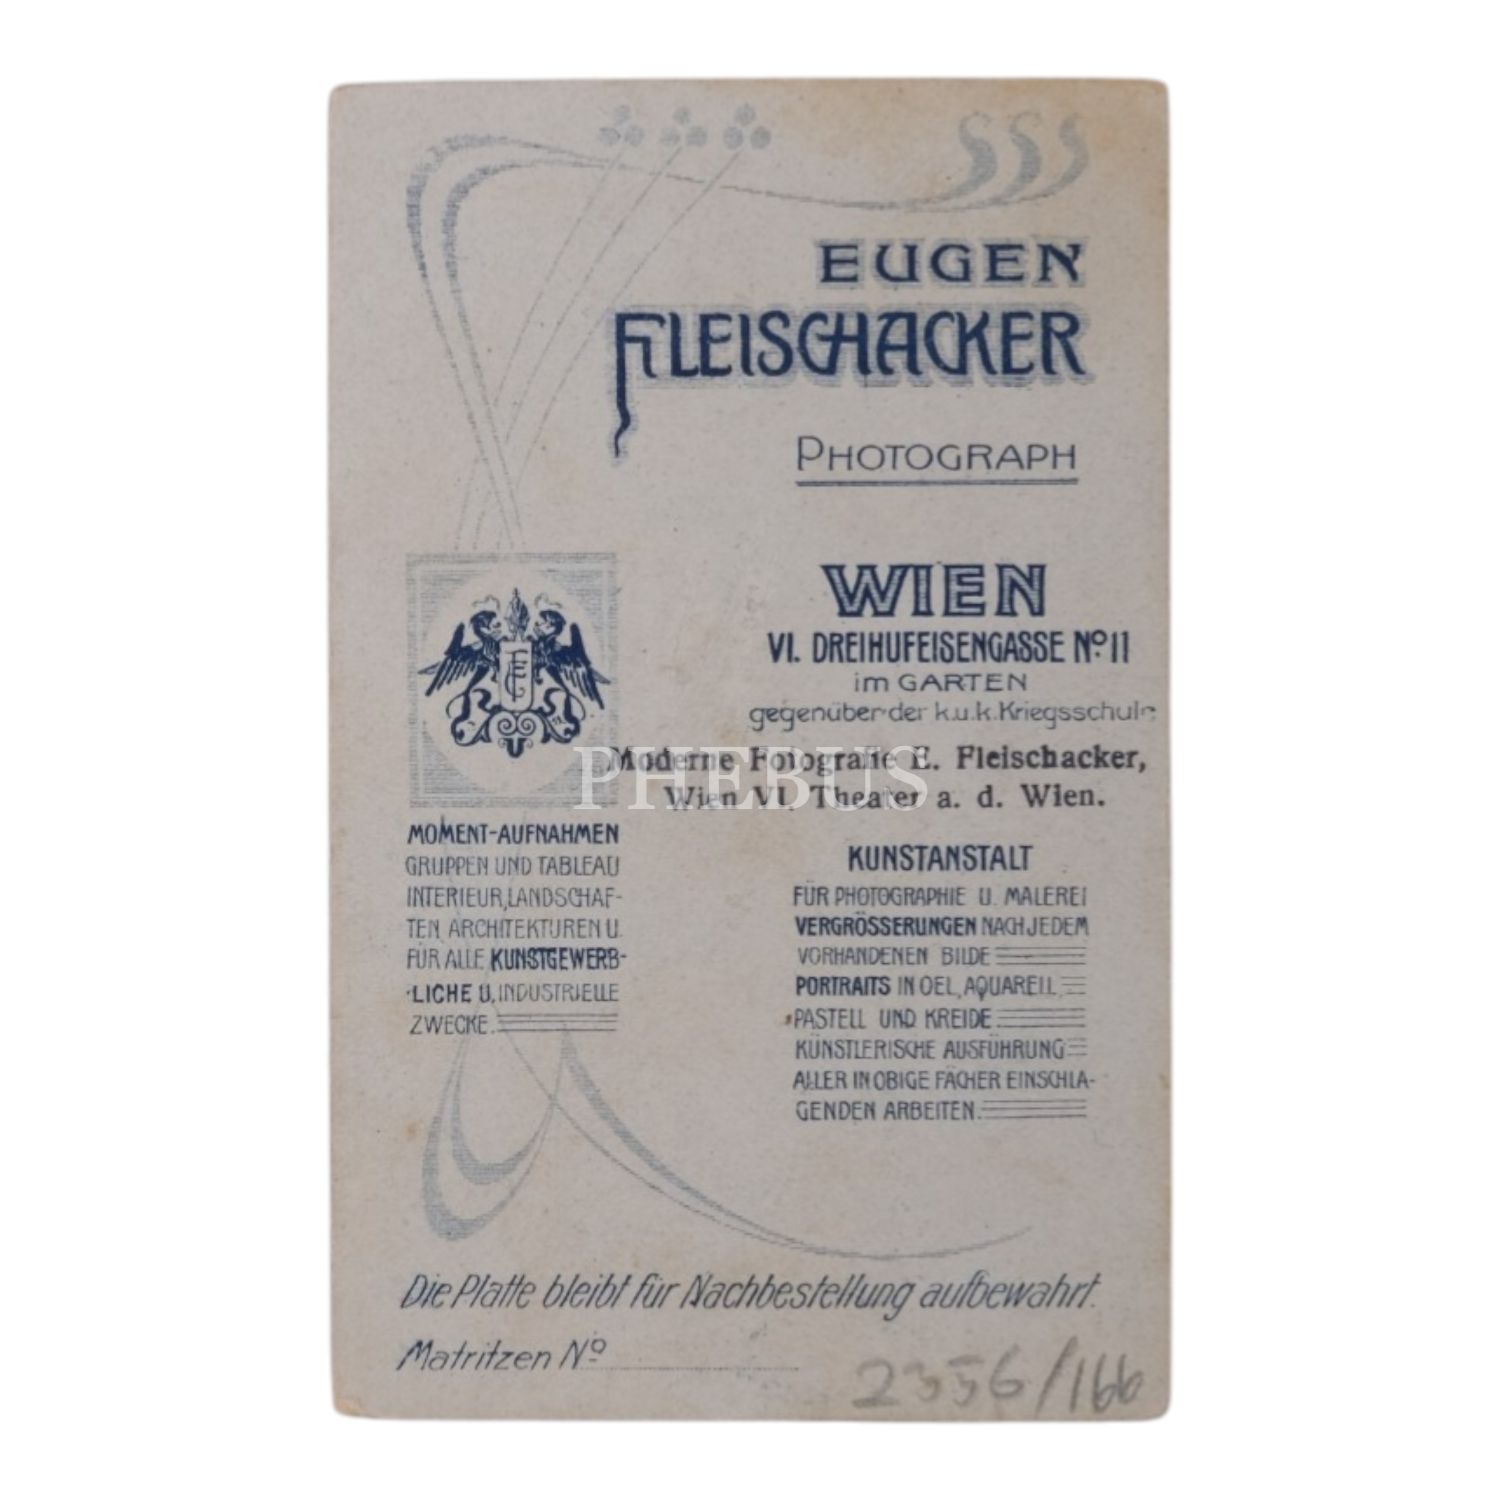 EUGEN
FLEISCHACKER
PHOTOGRAPH
WIEN
VI. DREIHUFEISENGASSE No 11
im GARTEN
gegenüber der k.u.k. Kriegsschule
Moderne Fotografie E. Fleischacker,
Wien VI. Theater a. d. Wien.
PHEBUS
MOMENT-AUFNAHMEN
GRUPPEN UND TABLEAU
INTERIEUR, LANDSCHAF-
TEN, ARCHITEKTUREN U.
FÜR ALLE KUNSTGEWERB-
LICHE U. INDUSTRIELLE
ZWECKE.
KUNSTANSTALT
FÜR PHOTOGRAPHIE U. MALEREI
VERGRÖSSERUNGEN NACH JEDEM
VORHANDENEN BILDE
PORTRAITS IN OEL, AQUARELL,
PASTELL UND KREIDE
KÜNSTLERISCHE AUSFÜHRUNG
ALLER IN OBIGE FÄCHER EINSCHLA-
GENDEN ARBEITEN.
Die Platte bleibt für Nachbestellung aufbewahrt.
Matritzen No
2356/166